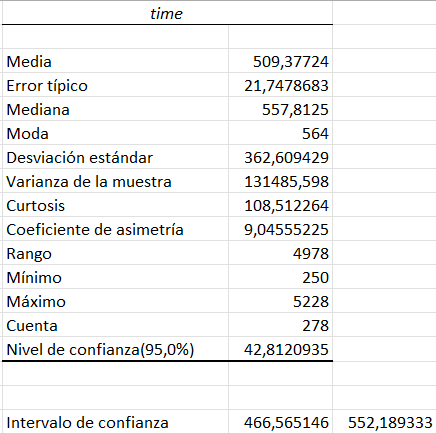 time
Media 509,37724
Error típico 21,7478683
Mediana 557,8125
Moda 564
Desviación estándar 362,609429
Varianza de la muestra 131485,598
Curtosis 108,512264
Coeficiente de asimetría 9,04555225
Rango 4978
Mínimo 250
Máximo 5228
Cuenta 278
Nivel de confianza(95,0%) 42,8120935
Intervalo de confianza 466,565146 552,189333